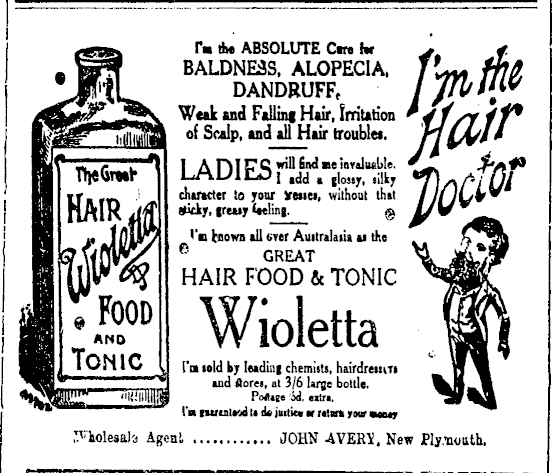 The Great
HAIR
Wioletta
FOOD
AND
TONIC
I'm the ABSOLUTE Cure for
BALDNESS, ALOPECIA,
DANDRUFF,
Weak and Falling Hair, Irritation
of Scalp, and all Hair troubles.
LADIES will find me invaluable.
I add a glossy, silky
character to your tresses, without that
sticky, greasy feeling.
I'm known all over Australasia as the
GREAT
HAIR FOOD & TONIC
Wioletta
I'm sold by leading chemists, hairdressers
and stores, at 3/6 large bottle.
Postage 5d. extra.
I'm guaranteed to do justice or return your money
I'm the
Hair
Doctor
Wholesale Agent ............ JOHN AVERY, New Plymouth.